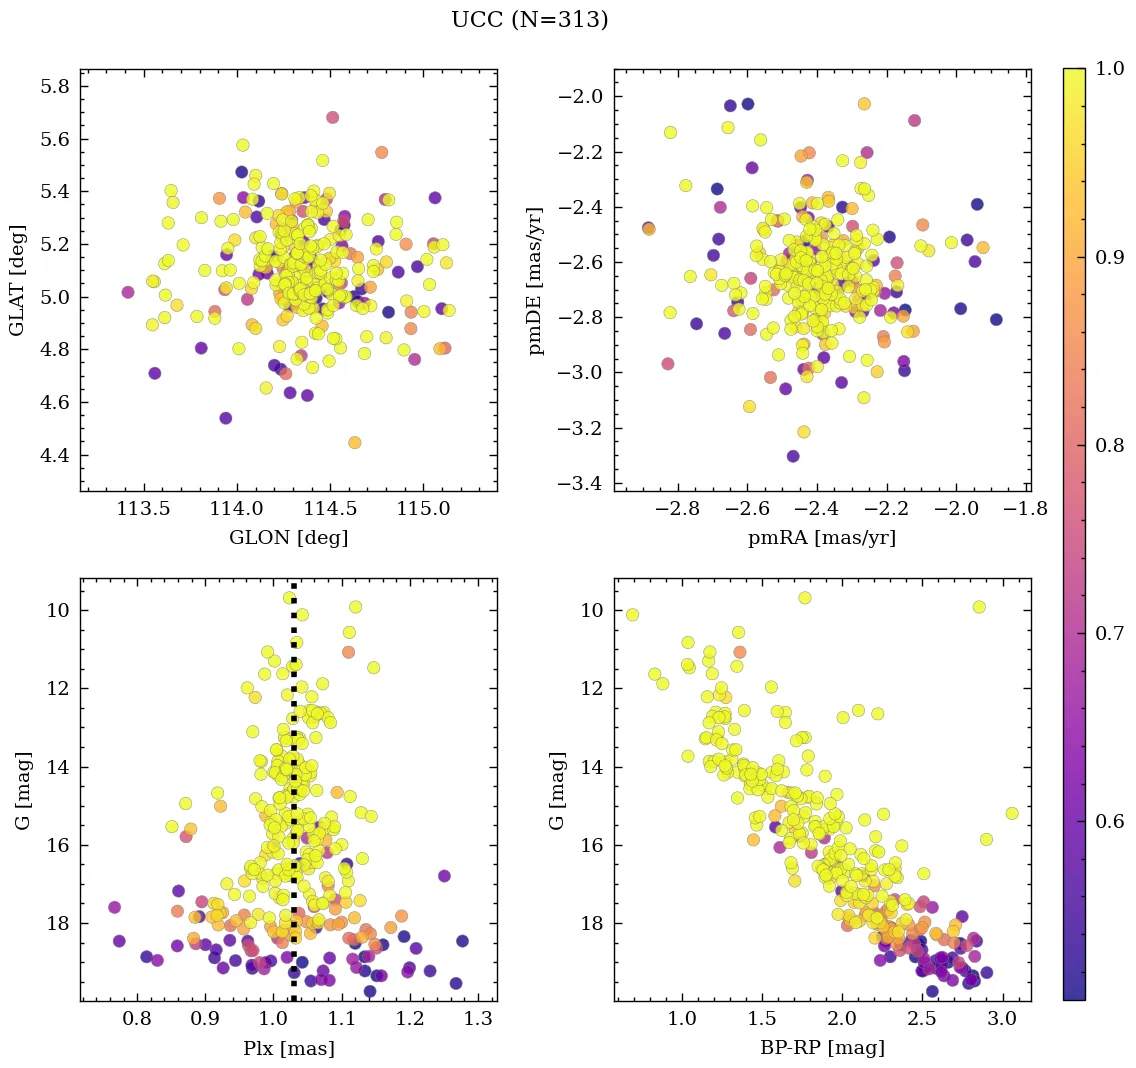 UCC (N=313)
5.8
5.6
5.4
5.2
5.0
4.8
4.6
4.4
GLAT [deg]
113.5 114.0 114.5 115.0
GLON [deg]
−2.0
−2.2
−2.4
−2.6
−2.8
−3.0
−3.2
−3.4
pmDE [mas/yr]
−2.8 −2.6 −2.4 −2.2 −2.0 −1.8
pmRA [mas/yr]
10
12
14
16
18
G [mag]
0.8 0.9 1.0 1.1 1.2 1.3
Plx [mas]
10
12
14
16
18
G [mag]
1.0 1.5 2.0 2.5 3.0
BP-RP [mag]
1.0
0.9
0.8
0.7
0.6